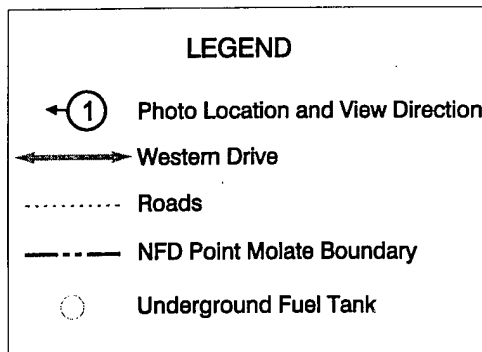 LEGEND
1 Photo Location and View Direction
Western Drive
Roads
NFD Point Molate Boundary
Underground Fuel Tank